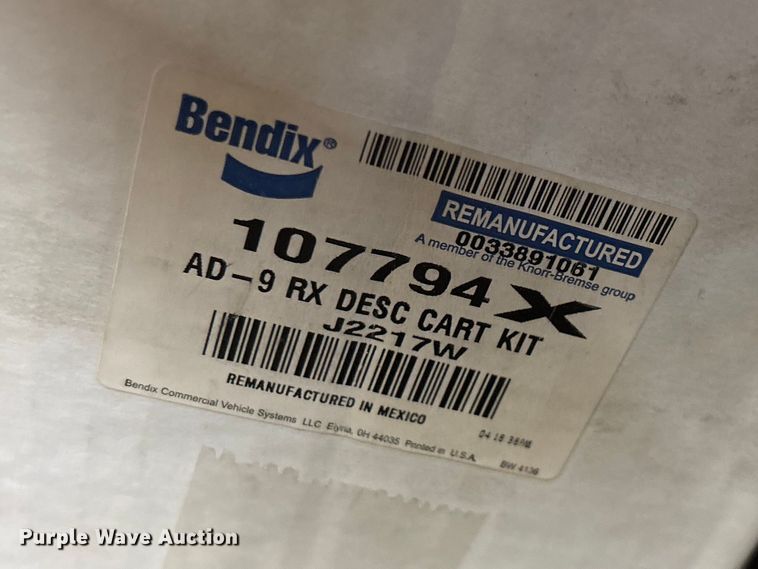 Bendix®
REMANUFACTURED
0033891061
A member of the Knorr-Bremse group
107794X
AD-9 RX DESC CART KIT
J2217W
REMANUFACTURED IN MEXICO
Bendix Commercial Vehicle Systems LLC Elyria, OH 44035 Printed in U.S.A.
BW 4136
Purple Wave Auction